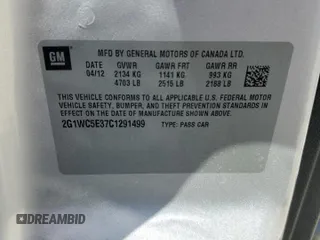 GM
MFD BY GENERAL MOTORS OF CANADA LTD.
DATE GVWR GAWR FRT GAWR RR
04/12 2134 KG 1141 KG 993 KG
4703 LB 2515 LB 2188 LB
THIS VEHICLE CONFORMS TO ALL APPLICABLE U.S. FEDERAL MOTOR
VEHICLE SAFETY, BUMPER, AND THEFT PREVENTION STANDARDS
IN EFFECT ON THE DATE OF MANUFACTURE SHOWN ABOVE.
2G1WC5E37C1291499 TYPE: PASS CAR
DREAMBID